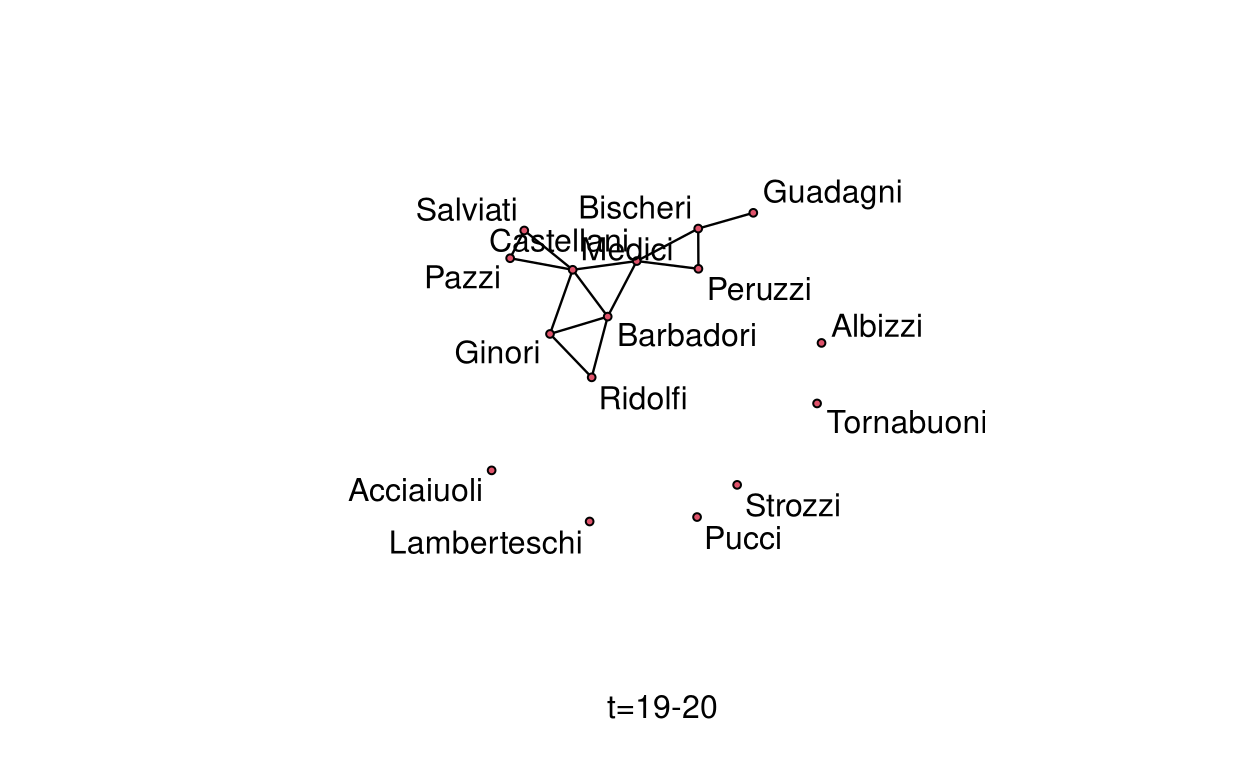 Guadagni
Salviati
Bischeri
Castellani
Medici
Pazzi
Peruzzi
Albizzi
Barbadori
Ginori
Ridolfi
Tornabuoni
Acciaiuoli
Strozzi
Lamberteschi
Pucci
t=19-20